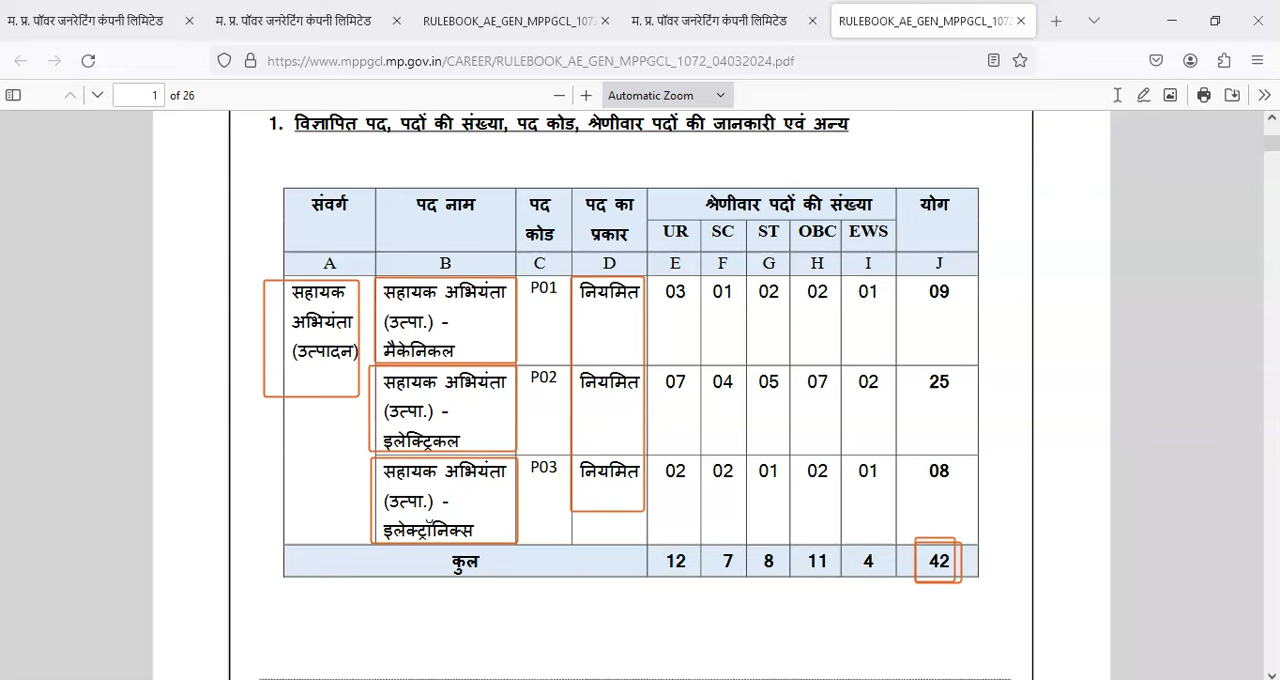 म. प्र. पॉवर जनरेटिंग कंपनी लिमिटेड
म. प्र. पॉवर जनरेटिंग कंपनी लिमिटेड
RULEBOOK_AE_GEN_MPPGCL_1072
म. प्र. पॉवर जनरेटिंग कंपनी लिमिटेड
RULEBOOK_AE_GEN_MPPGCL_107
https://www.mppgcl.mp.gov.in/CAREER/RULEBOOK_AE_GEN_MPPGCL_1072_04032024.pdf
1 of 26
Automatic Zoom
1. विज्ञापित पद, पदों की संख्या, पद कोड, श्रेणीवार पदों की जानकारी एवं अन्य
संवर्ग पद नाम पद कोड पद का प्रकार श्रेणीवार पदों की संख्या योग
UR SC ST OBC EWS
A B C D E F G H I J
सहायक अभियंता (उत्पादन) सहायक अभियंता (उत्पा.) - मैकेनिकल P01 नियमित 03 01 02 02 01 09
सहायक अभियंता (उत्पा.) - इलेक्ट्रिकल P02 नियमित 07 04 05 07 02 25
सहायक अभियंता (उत्पा.) - इलेक्ट्रॉनिक्स P03 नियमित 02 02 01 02 01 08
कुल 12 7 8 11 4 42